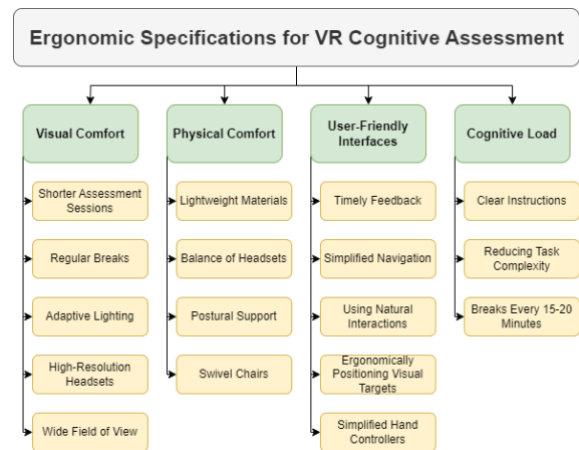 Ergonomic Specifications for VR Cognitive Assessment
Visual Comfort
Shorter Assessment
Sessions
Regular Breaks
Adaptive Lighting
High-Resolution
Headsets
Wide Field of View
Physical Comfort
Lightweight Materials
Balance of Headsets
Postural Support
Swivel Chairs
User-Friendly
Interfaces
Timely Feedback
Simplified Navigation
Using Natural
Interactions
Ergonomically
Positioning Visual
Targets
Simplified Hand
Controllers
Cognitive Load
Clear Instructions
Reducing Task
Complexity
Breaks Every 15-20
Minutes